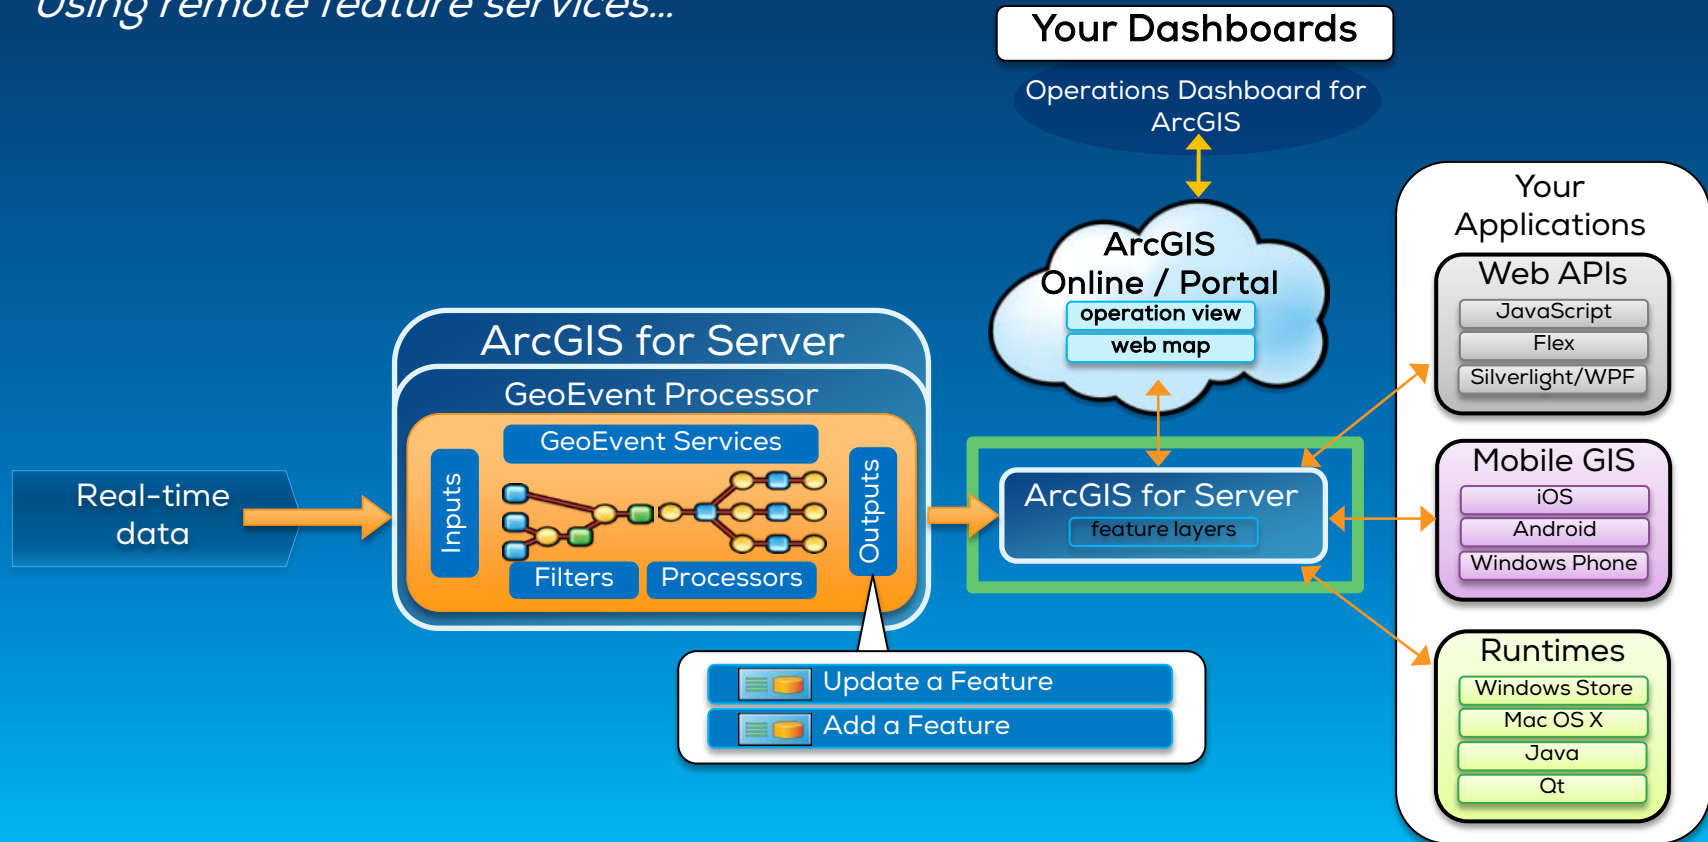 Using remote feature services...
Your Dashboards
Operations Dashboard for
ArcGIS
ArcGIS
Online / Portal
operation view
web map
ArcGIS for Server
GeoEvent Processor
GeoEvent Services
Inputs
Outputs
Filters
Processors
Real-time
data
Update a Feature
Add a Feature
ArcGIS for Server
feature layers
Your
Applications
Web APIs
JavaScript
Flex
Silverlight/WPF
Mobile GIS
iOS
Android
Windows Phone
Runtimes
Windows Store
Mac OS X
Java
Qt